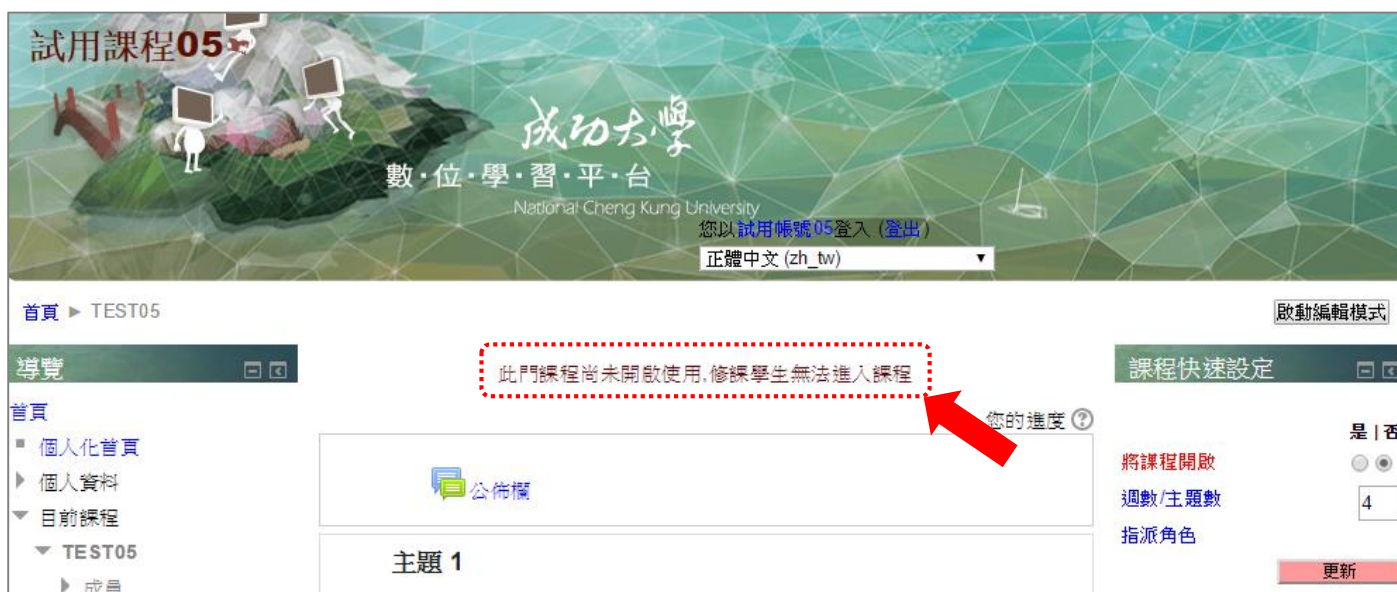 試用課程05
成功大學
數·位·學·習·平·台
National Cheng Kung University
您以試用帳號05登入 (登出)
正體中文 (zh_tw)
首頁 ► TEST05
啟動編輯模式
導覽
此門課程尚未開啟使用,修課學生無法進入課程
課程快速設定
首頁
您的進度
是 | 否
個人化首頁
將課程開啟
個人資料
公佈欄
週數/主題數
4
目前課程
指派角色
TEST05
主題 1
更新
成員